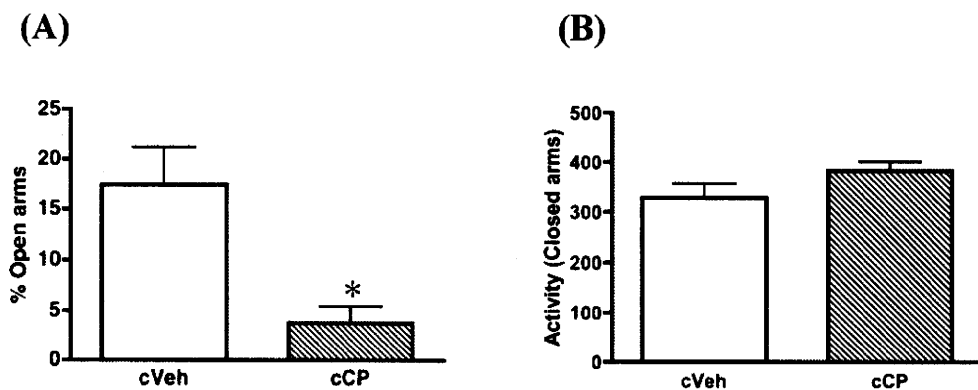 (A)
% Open arms
25
20
15
10
5
0
*
cVeh
cCP
(B)
Activity (Closed arms)
500
400
300
200
100
0
cVeh
cCP